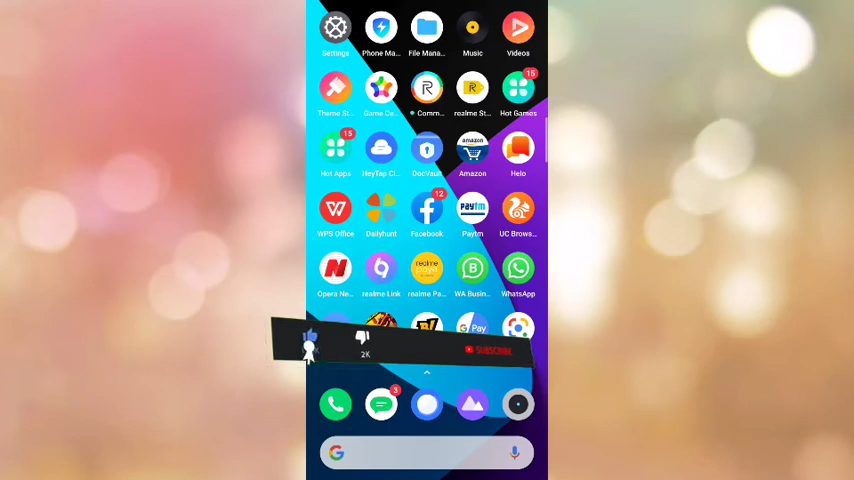 Settings Phone Ma... File Mana... Music Videos
15
Theme St... Game Ce... Comm... realme St... Hot Games
15
amazon
Hot Apps HeyTap Cl... DocVault Amazon Helo
12
paytm
WPS Office Dailyhunt Facebook Paytm UC Brows...
realme
Opera Ne... realme Link realme Pa... WA Busin... WhatsApp
G Pay
2K SUBSCRIBE
3